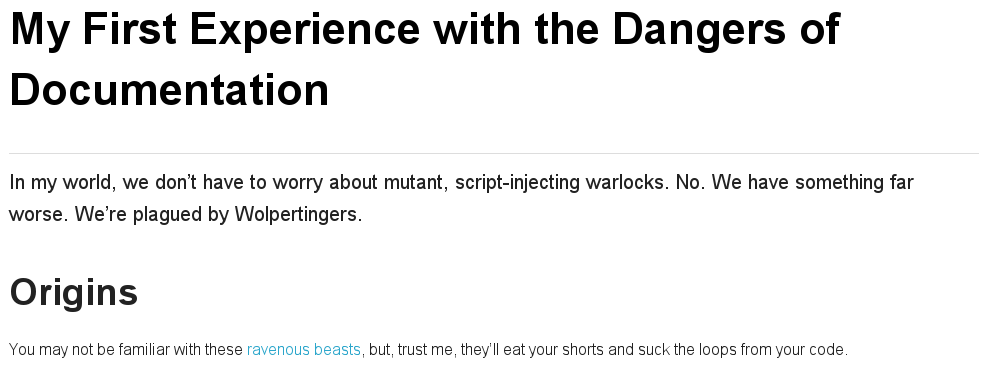 My First Experience with the Dangers of
Documentation
In my world, we don’t have to worry about mutant, script-injecting warlocks. No. We have something far
worse. We’re plagued by Wolpertingers.
Origins
You may not be familiar with these ravenous beasts, but, trust me, they’ll eat your shorts and suck the loops from your code.